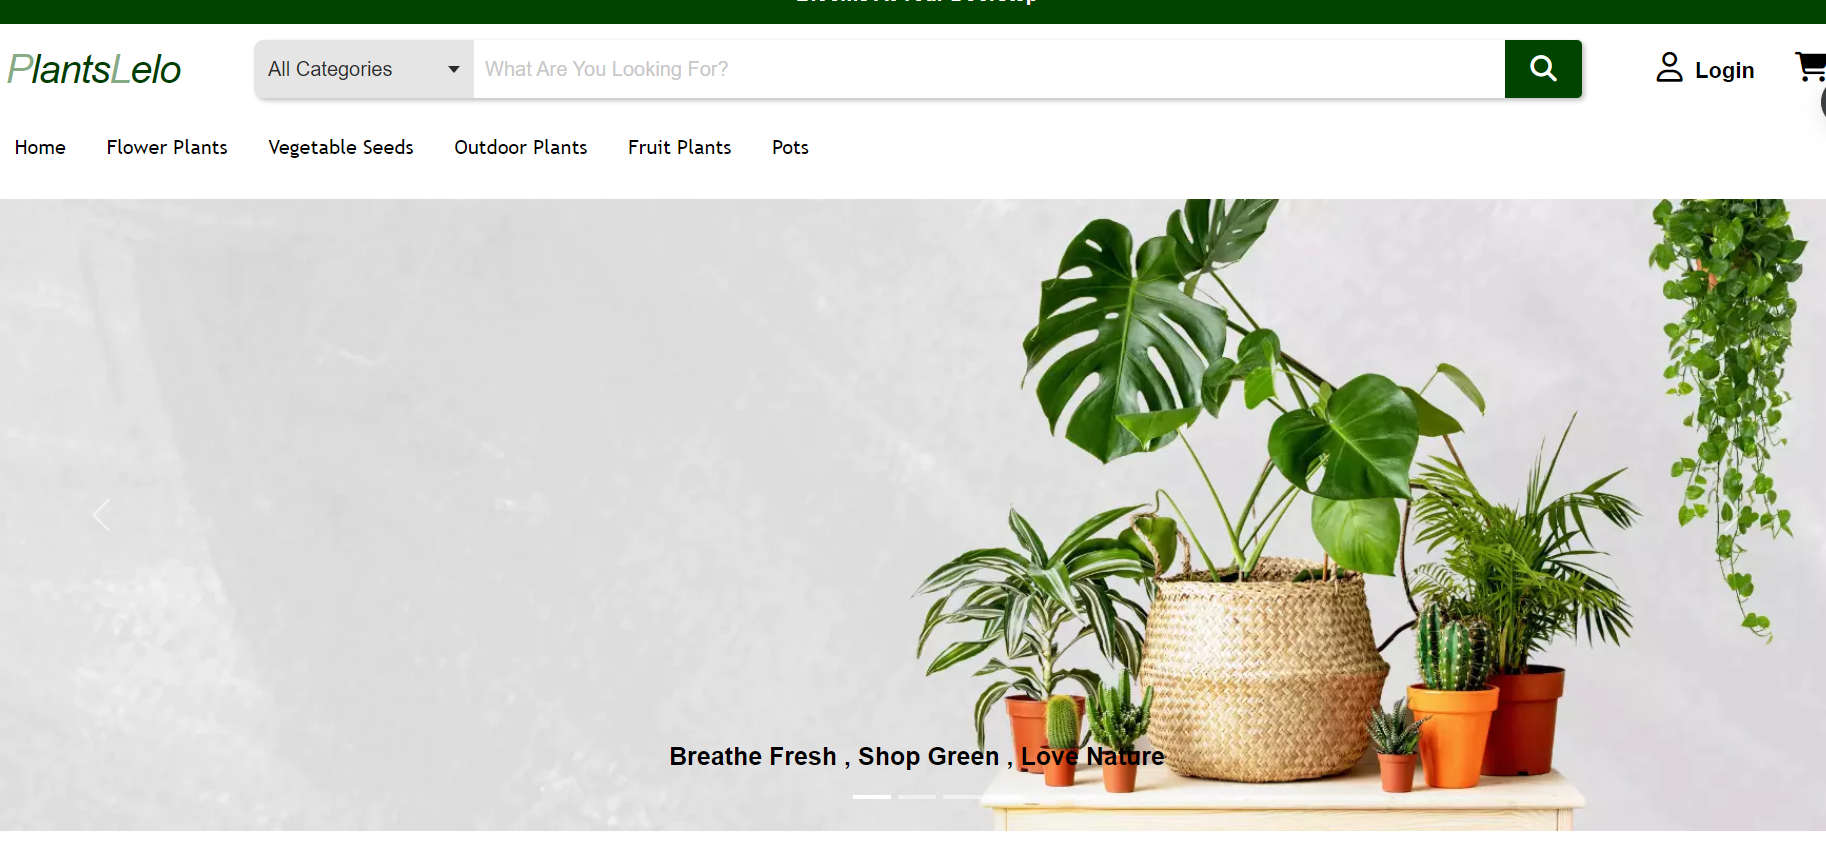 PlantsLelo
All Categories
What Are You Looking For?
Login
Home
Flower Plants
Vegetable Seeds
Outdoor Plants
Fruit Plants
Pots
Breathe Fresh , Shop Green , Love Nature